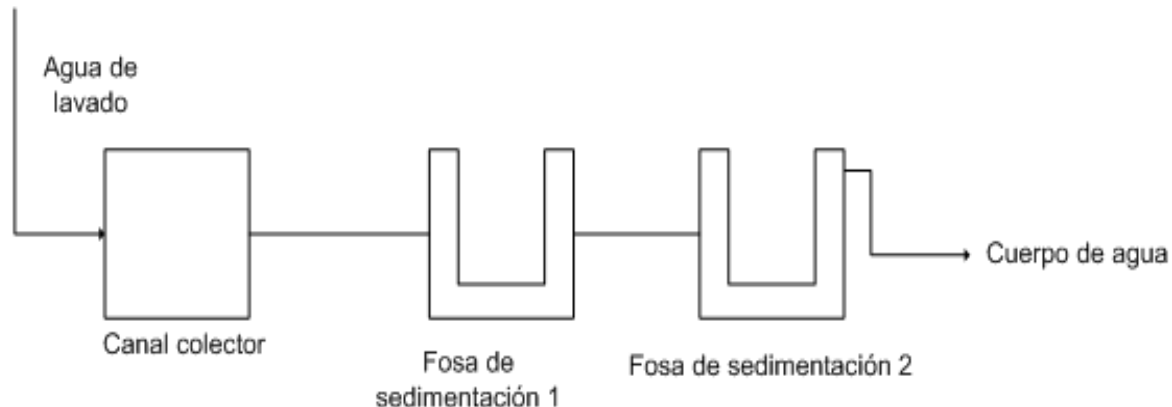 Agua de
lavado
Cuerpo de agua
Canal colector
Fosa de
sedimentación 1
Fosa de sedimentación 2